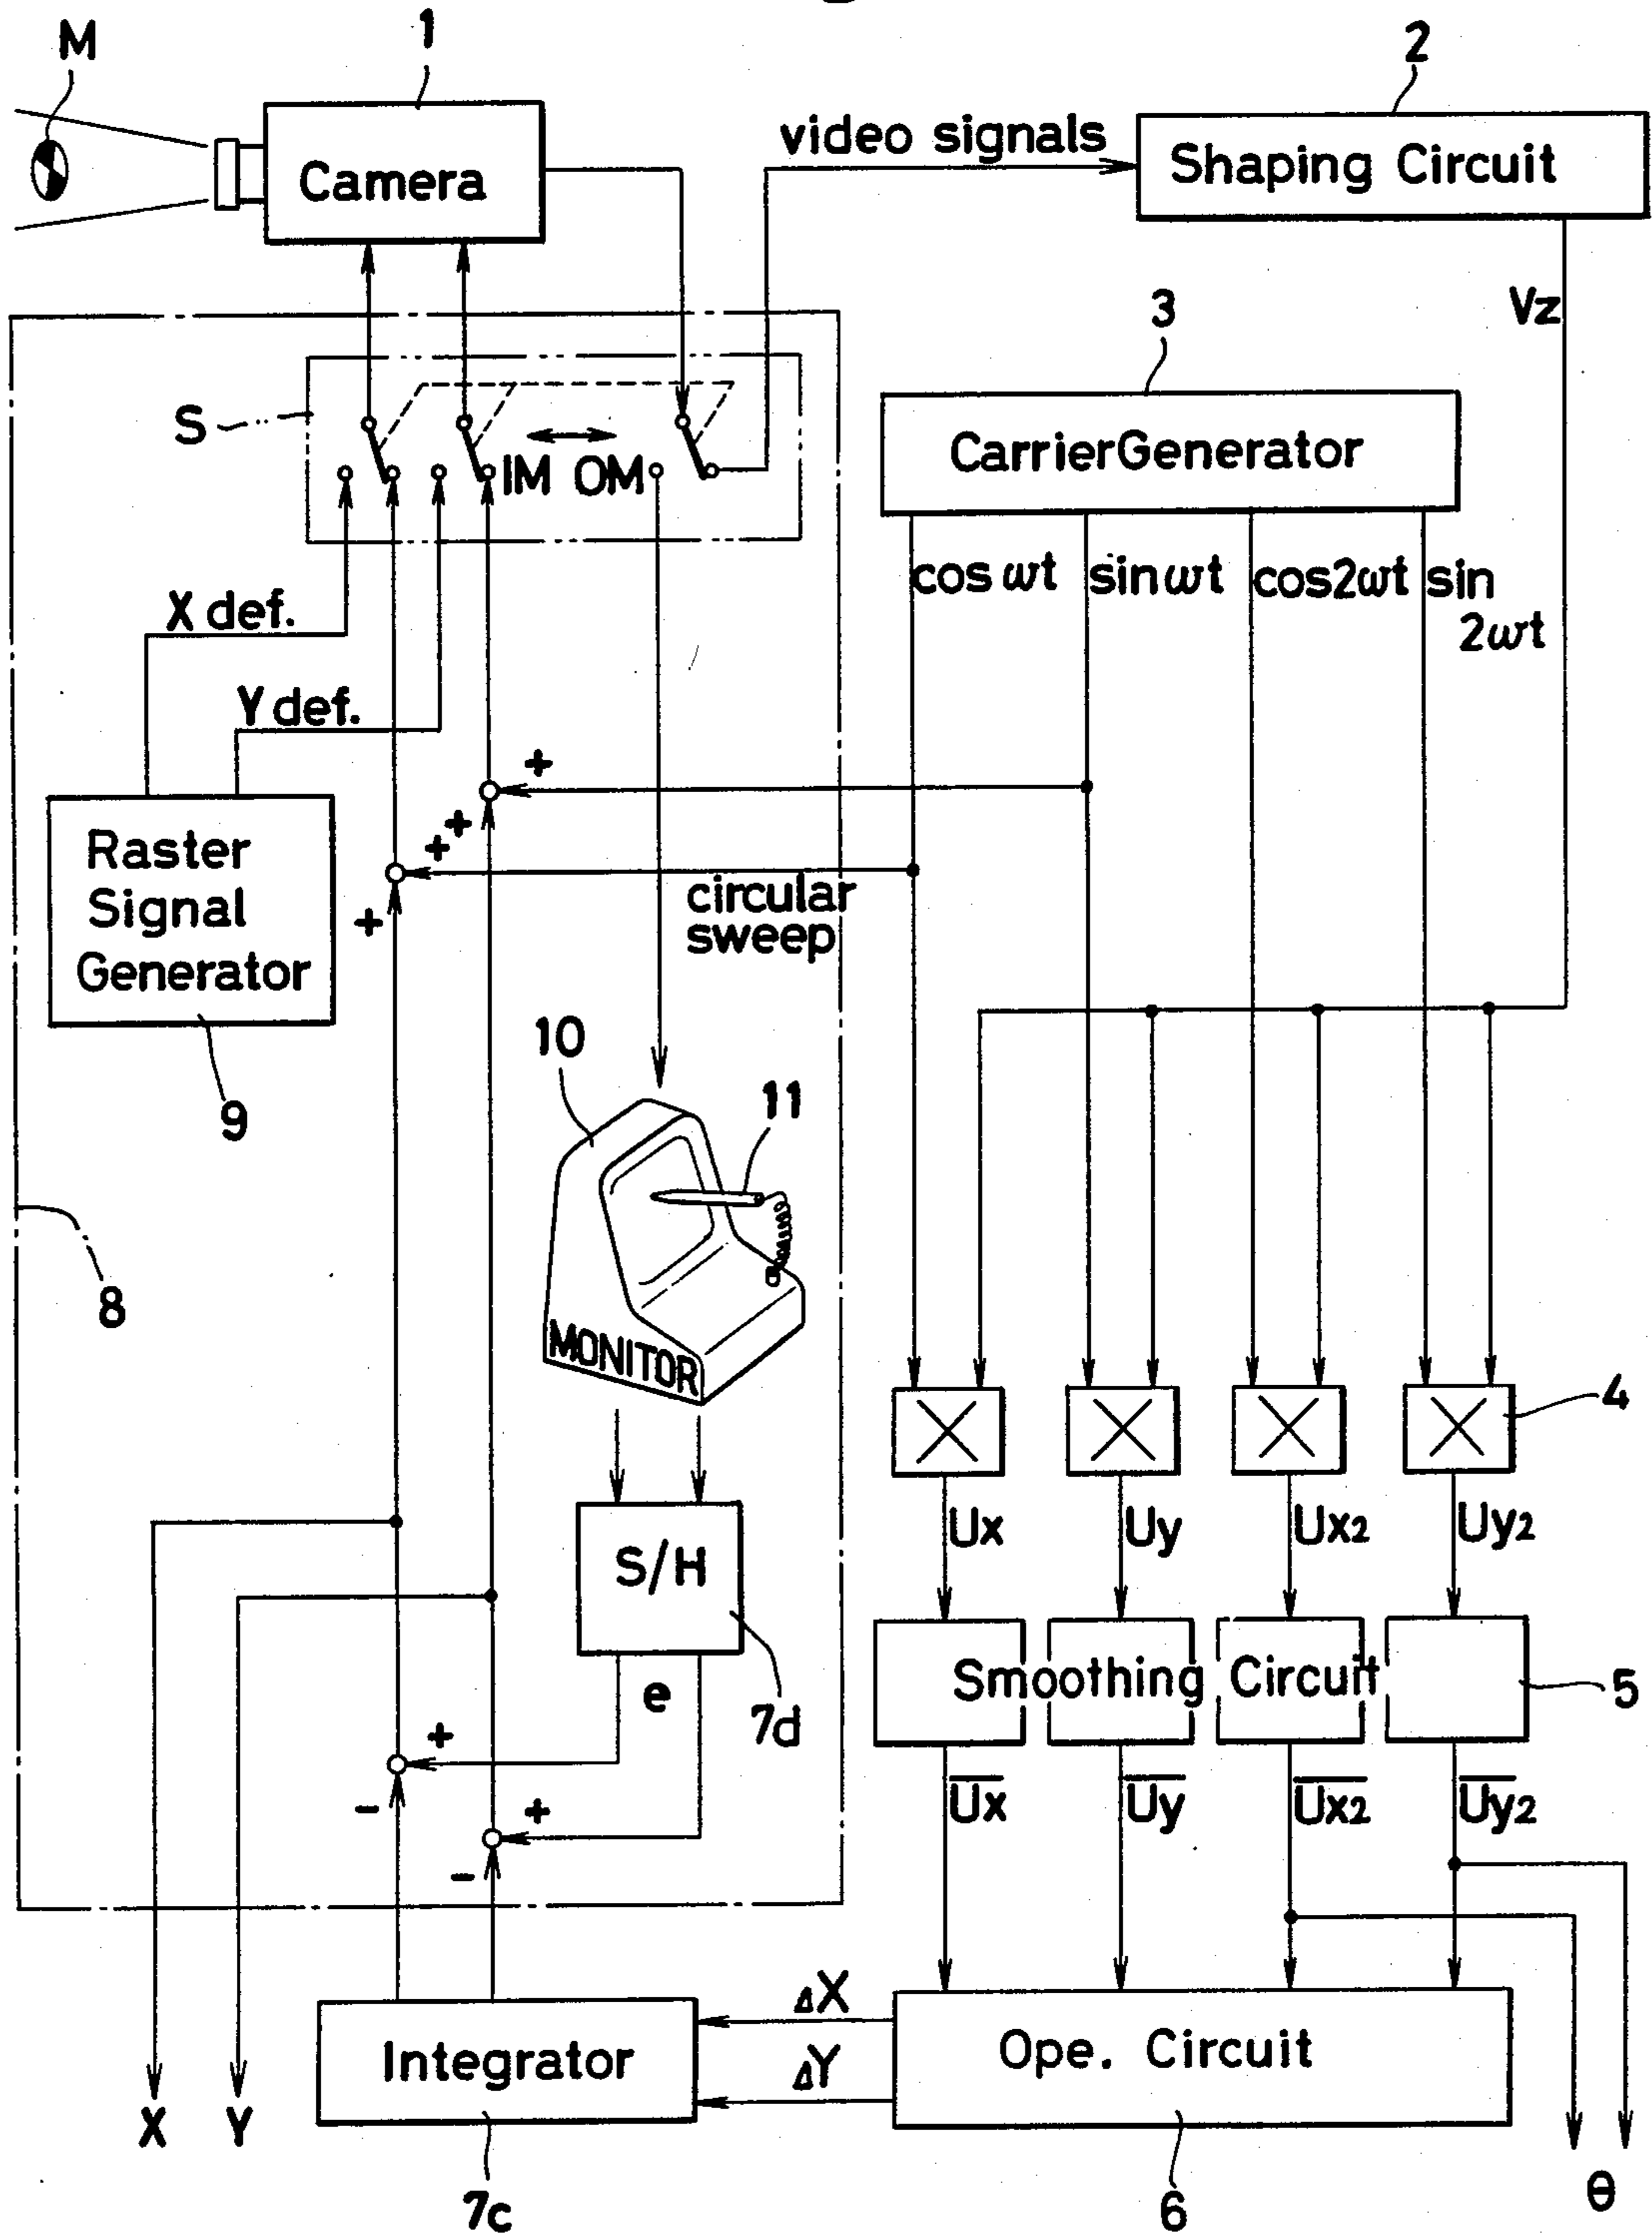 M
1
2
Camera
video signals
Shaping Circuit
Vz
3
S
IM OM
CarrierGenerator
cos ωt
sin ωt
cos2ωt
sin
2ωt
X def.
Y def.
+
+
+
+
Raster
Signal
Generator
circular
sweep
9
10
11
8
MONITOR
4
Ux
Uy
Ux2
Uy2
S/H
7d
e
Smoothing Circuit
5
+
-
+
-
Ux
Uy
Ux2
Uy2
ΔX
ΔY
Integrator
Ope. Circuit
X
Y
7c
6
θ